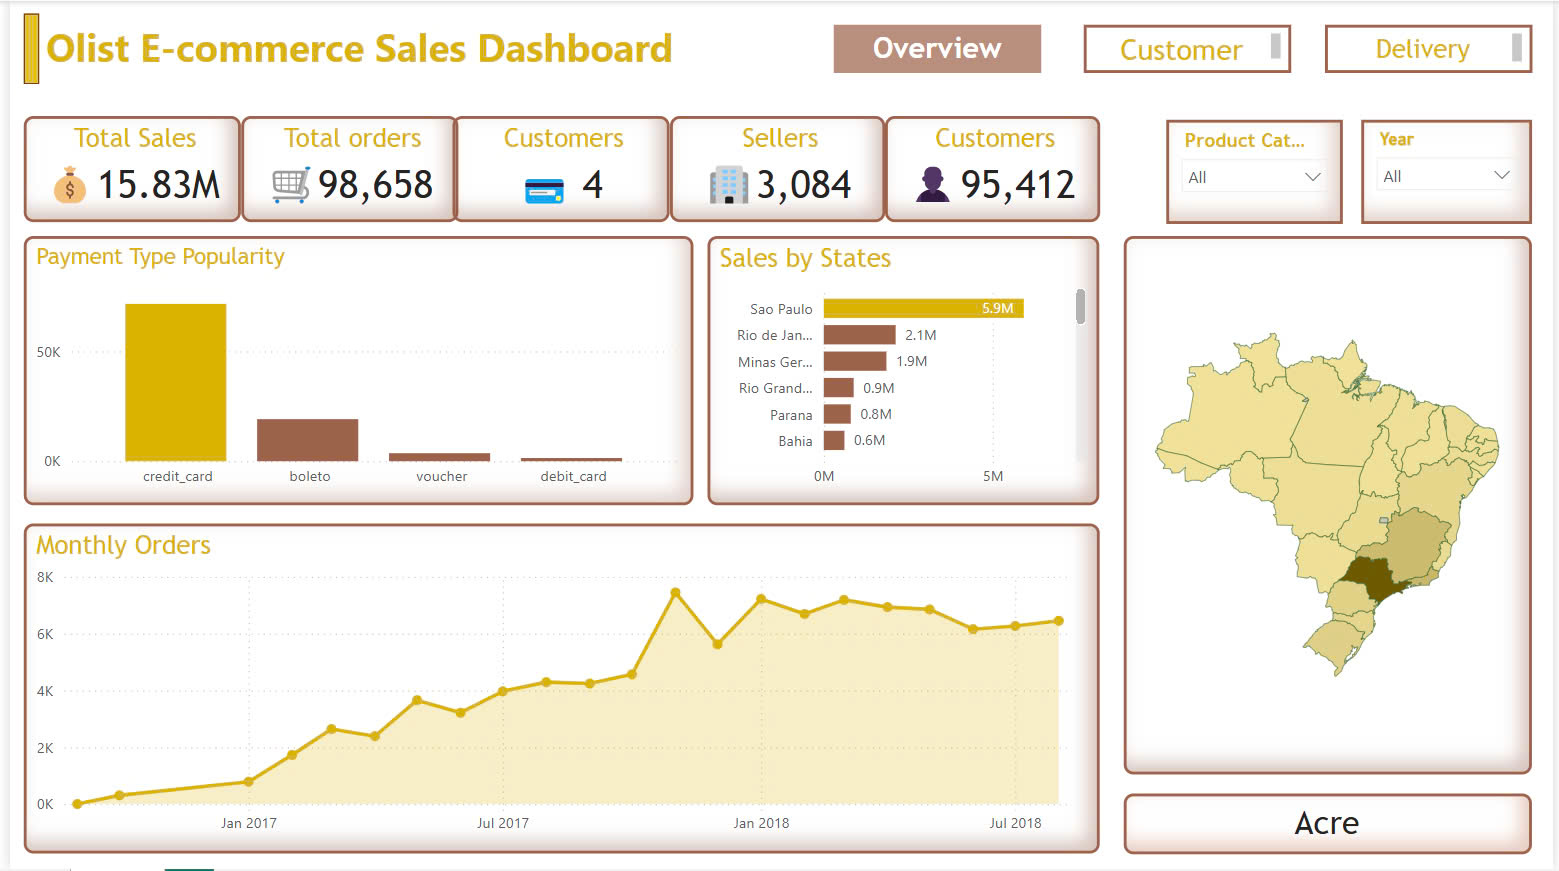 Olist E-commerce Sales Dashboard
Overview
Customer
Delivery
Total Sales
15.83M
Total orders
98,658
Customers
4
Sellers
3,084
Customers
95,412
Product Cat...
All
Year
All
Payment Type Popularity
50K
0K
credit_card
boleto
voucher
debit_card
Sales by States
Sao Paulo
5.9M
Rio de Jan...
2.1M
Minas Ger...
1.9M
Rio Grand...
0.9M
Parana
0.8M
Bahia
0.6M
0M
5M
Monthly Orders
8K
6K
4K
2K
0K
Jan 2017
Jul 2017
Jan 2018
Jul 2018
Acre